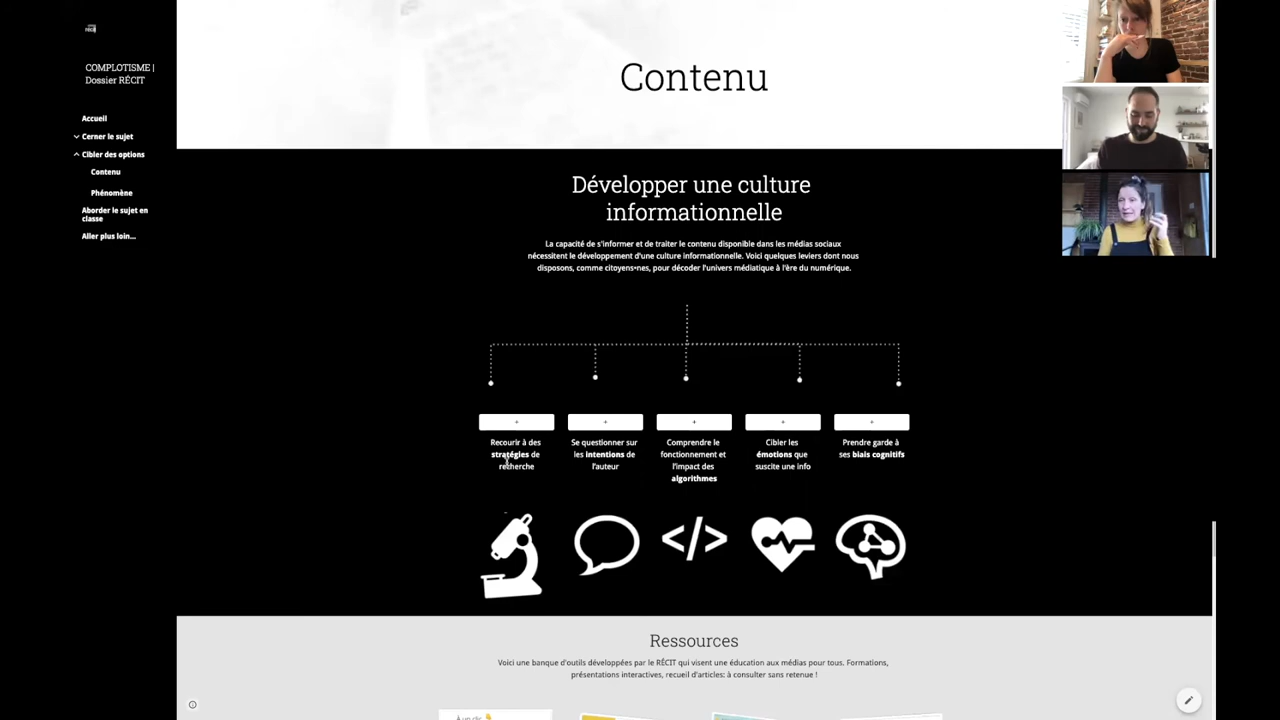 RÉCIT
COMPLOTISME |
Dossier RÉCIT
Accueil
Cerner le sujet
Cibler des options
Contenu
Phénomène
Aborder le sujet en
classe
Aller plus loin...
Contenu
Développer une culture
informationnelle
La capacité de s'informer et de traiter le contenu disponible dans les médias sociaux
nécessitent le développement d'une culture informationnelle. Voici quelques leviers dont nous
disposons, comme citoyens•nes, pour décoder l'univers médiatique à l'ère du numérique.
+ + + + +
Recourir à des
stratégies de
recherche
Se questionner sur
les intentions de
l'auteur
Comprendre le
fonctionnement et
l'impact des
algorithmes
Cibler les
émotions que
suscite une info
Prendre garde à
ses biais cognitifs
</>
Ressources
Voici une banque d'outils développées par le RÉCIT qui visent une éducation aux médias pour tous. Formations,
présentations interactives, recueil d'articles: à consulter sans retenue !
À un clic